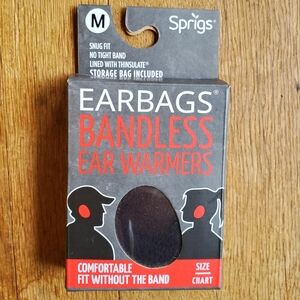 M
Sprigs®
SNUG FIT
NO TIGHT BAND
LINED WITH THINSULATE®
STORAGE BAG INCLUDED
EARBAGS®
BANDLESS
EAR WARMERS
COMFORTABLE
FIT WITHOUT THE BAND
SIZE
CHART